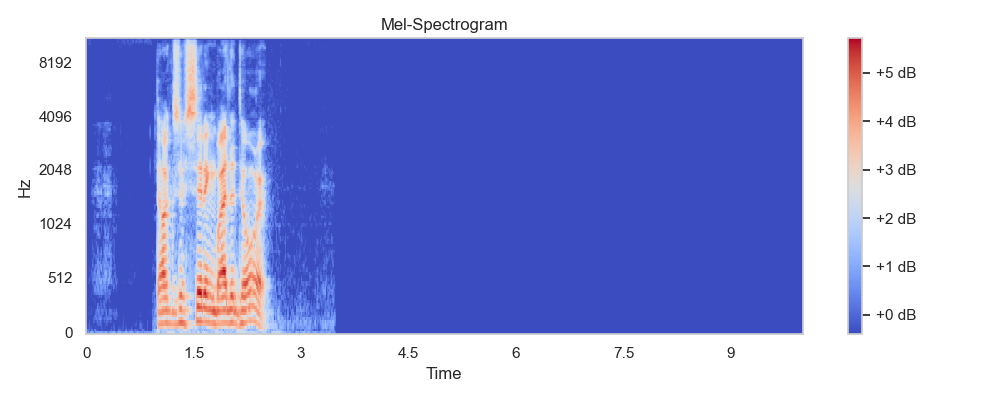 Mel-Spectrogram
8192
4096
2048
1024
512
0
Hz
0 1.5 3 4.5 6 7.5 9
Time
+5 dB
+4 dB
+3 dB
+2 dB
+1 dB
+0 dB